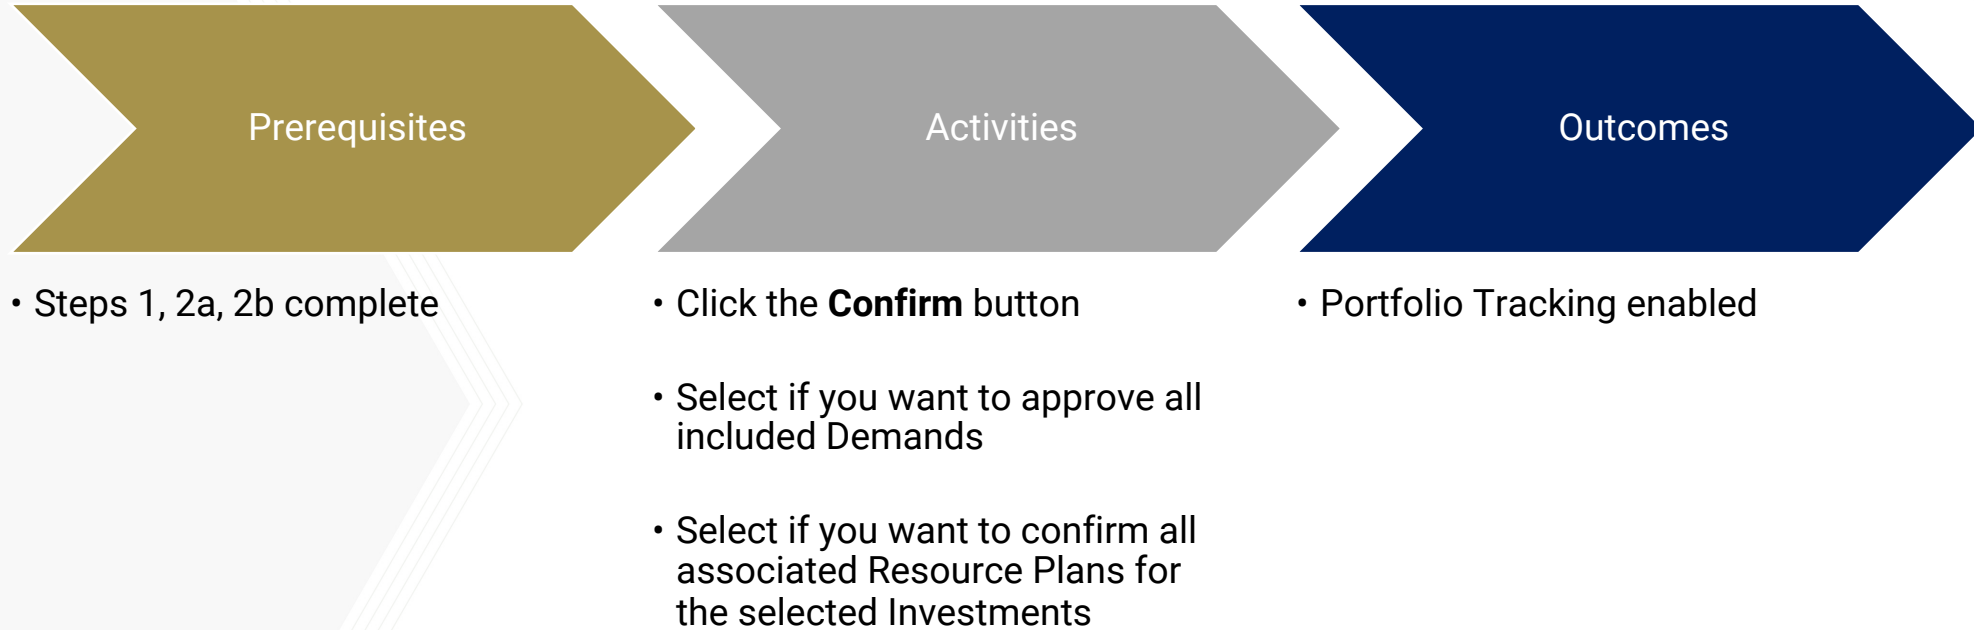 Prerequisites
Activities
Outcomes
• Steps 1, 2a, 2b complete
• Click the Confirm button
• Select if you want to approve all
included Demands
• Select if you want to confirm all
associated Resource Plans for
the selected Investments
• Portfolio Tracking enabled